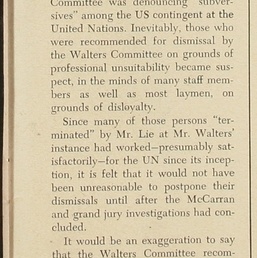 Committee was denouncing "subver-
sives" among the US contingent at the
United Nations. Inevitably, those who
were recommended for dismissal by
the Walters Committee on grounds of
professional unsuitability became sus-
pect, in the minds of many staff mem-
bers as well as most laymen, on
grounds of disloyalty.
Since many of those persons "ter-
minated" by Mr. Lie at Mr. Walters'
instance had worked—presumably sat-
isfactorily—for the UN since its incep-
tion, it is felt that it would not have
been unreasonable to postpone their
dismissals until after the McCarran
and grand jury investigations had con-
cluded.
It would be an exaggeration to say
that the Walters Committee recom-